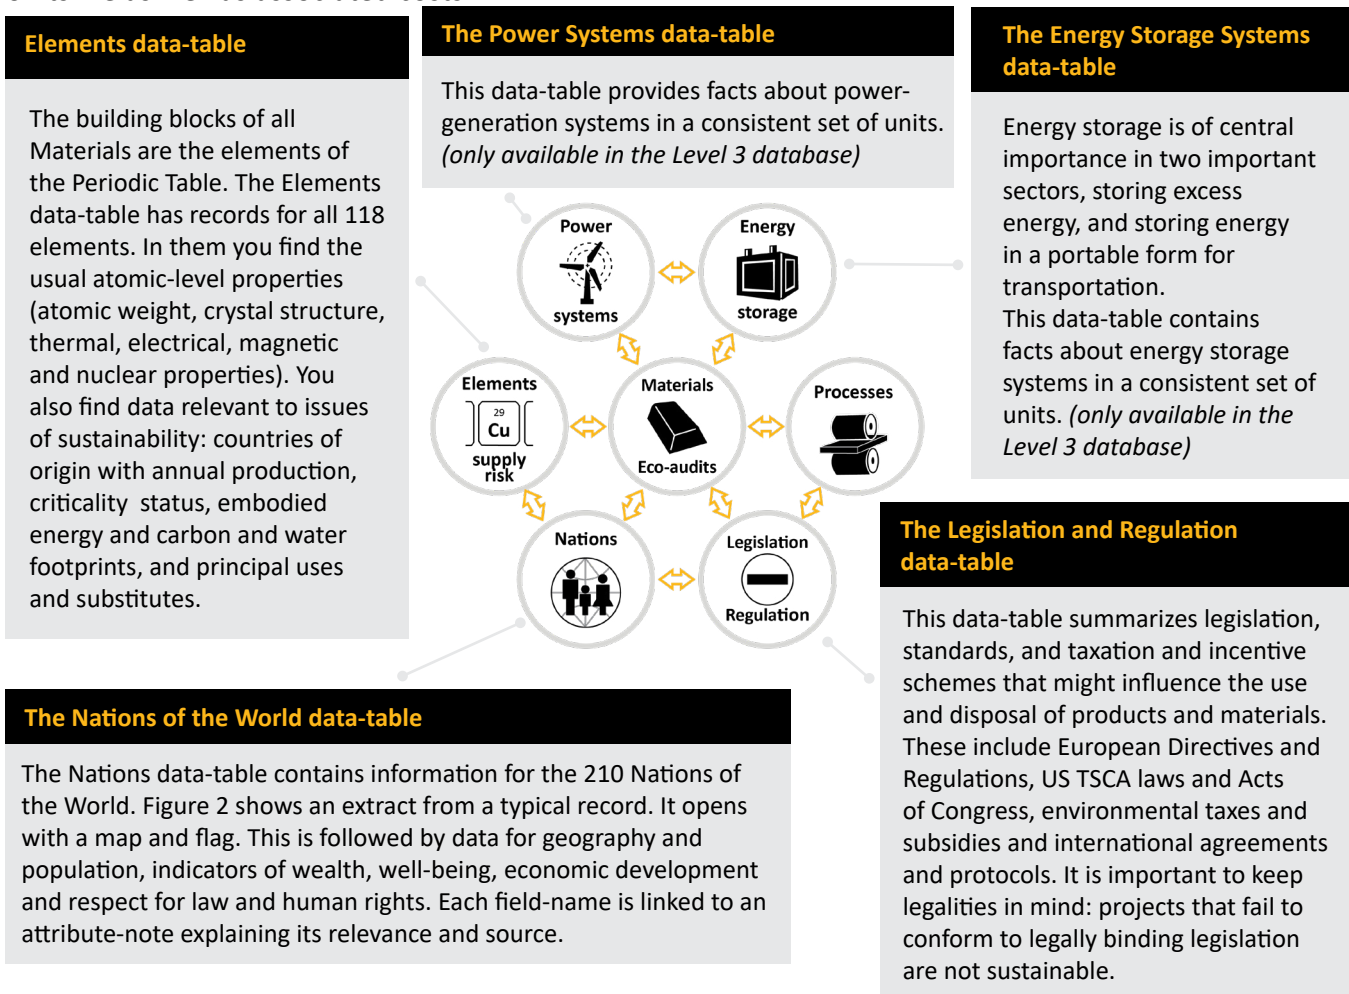 Elements data-table
The building blocks of all
Materials are the elements of
the Periodic Table. The Elements
data-table has records for all 118
elements. In them you find the
usual atomic-level properties
(atomic weight, crystal structure,
thermal, electrical, magnetic
and nuclear properties). You
also find data relevant to issues
of sustainability: countries of
origin with annual production,
criticality status, embodied
energy and carbon and water
footprints, and principal uses
and substitutes.
The Power Systems data-table
This data-table provides facts about power-
generation systems in a consistent set of units.
(only available in the Level 3 database)
The Energy Storage Systems
data-table
Energy storage is of central
importance in two important
sectors, storing excess
energy, and storing energy
in a portable form for
transportation.
This data-table contains
facts about energy storage
systems in a consistent set of
units. (only available in the
Level 3 database)
Power
systems
Energy
storage
Elements
29
Cu
supply
risk
Materials
Eco-audits
Processes
Nations
Legislation
Regulation
The Legislation and Regulation
data-table
This data-table summarizes legislation,
standards, and taxation and incentive
schemes that might influence the use
and disposal of products and materials.
These include European Directives and
Regulations, US TSCA laws and Acts
of Congress, environmental taxes and
subsidies and international agreements
and protocols. It is important to keep
legalities in mind: projects that fail to
conform to legally binding legislation
are not sustainable.
The Nations of the World data-table
The Nations data-table contains information for the 210 Nations of
the World. Figure 2 shows an extract from a typical record. It opens
with a map and flag. This is followed by data for geography and
population, indicators of wealth, well-being, economic development
and respect for law and human rights. Each field-name is linked to an
attribute-note explaining its relevance and source.